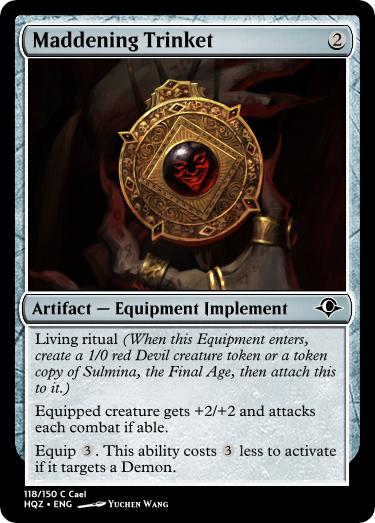 Maddening Trinket 2
Artifact — Equipment Implement
Living ritual (When this Equipment enters,
create a 1/0 red Devil creature token or a token
copy of Sulmina, the Final Age, then attach this
to it.)
Equipped creature gets +2/+2 and attacks
each combat if able.
Equip 3. This ability costs 3 less to activate
if it targets a Demon.
118/150 C Cael
HQZ • ENG Yuchen Wang